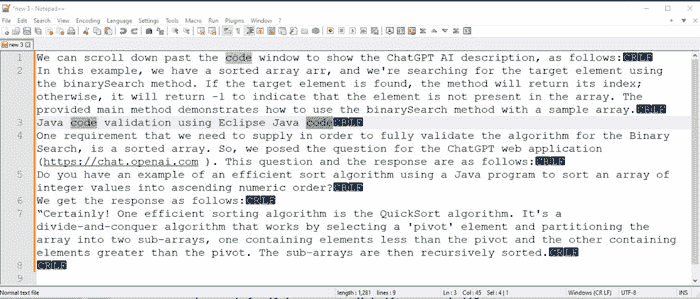 *new 3 - Notepad++
File Edit Search View Encoding Language Settings Tools Macro Run Plugins Window ?
new 3
1 We can scroll down past the code window to show the ChatGPT AI description, as follows:CRLF
2 In this example, we have a sorted array arr, and we're searching for the target element using
the binarySearch method. If the target element is found, the method will return its index;
otherwise, it will return -1 to indicate that the element is not present in the array. The
provided main method demonstrates how to use the binarySearch method with a sample array.CRLF
3 Java code validation using Eclipse Java codeCRLF
4 One requirement that we need to supply in order to fully validate the algorithm for the Binary
Search, is a sorted array. So, we posed the question for the ChatGPT web application
(https://chat.openai.com ). This question and the response are as follows:CRLF
5 Do you have an example of an efficient sort algorithm using a Java program to sort an array of
integer values into ascending numeric order?CRLF
6 We get the response as follows:CRLF
7 “Certainly! One efficient sorting algorithm is the QuickSort algorithm. It's a
divide-and-conquer algorithm that works by selecting a 'pivot' element and partitioning the
array into two sub-arrays, one containing elements less than the pivot and the other containing
elements greater than the pivot. The sub-arrays are then recursively sorted.CRLF
8 CRLF
9
Normal text file length : 1,281 lines : 9 Ln : 3 Col : 45 Sel : 4 | 1 Windows (CR LF) UTF-8 INS